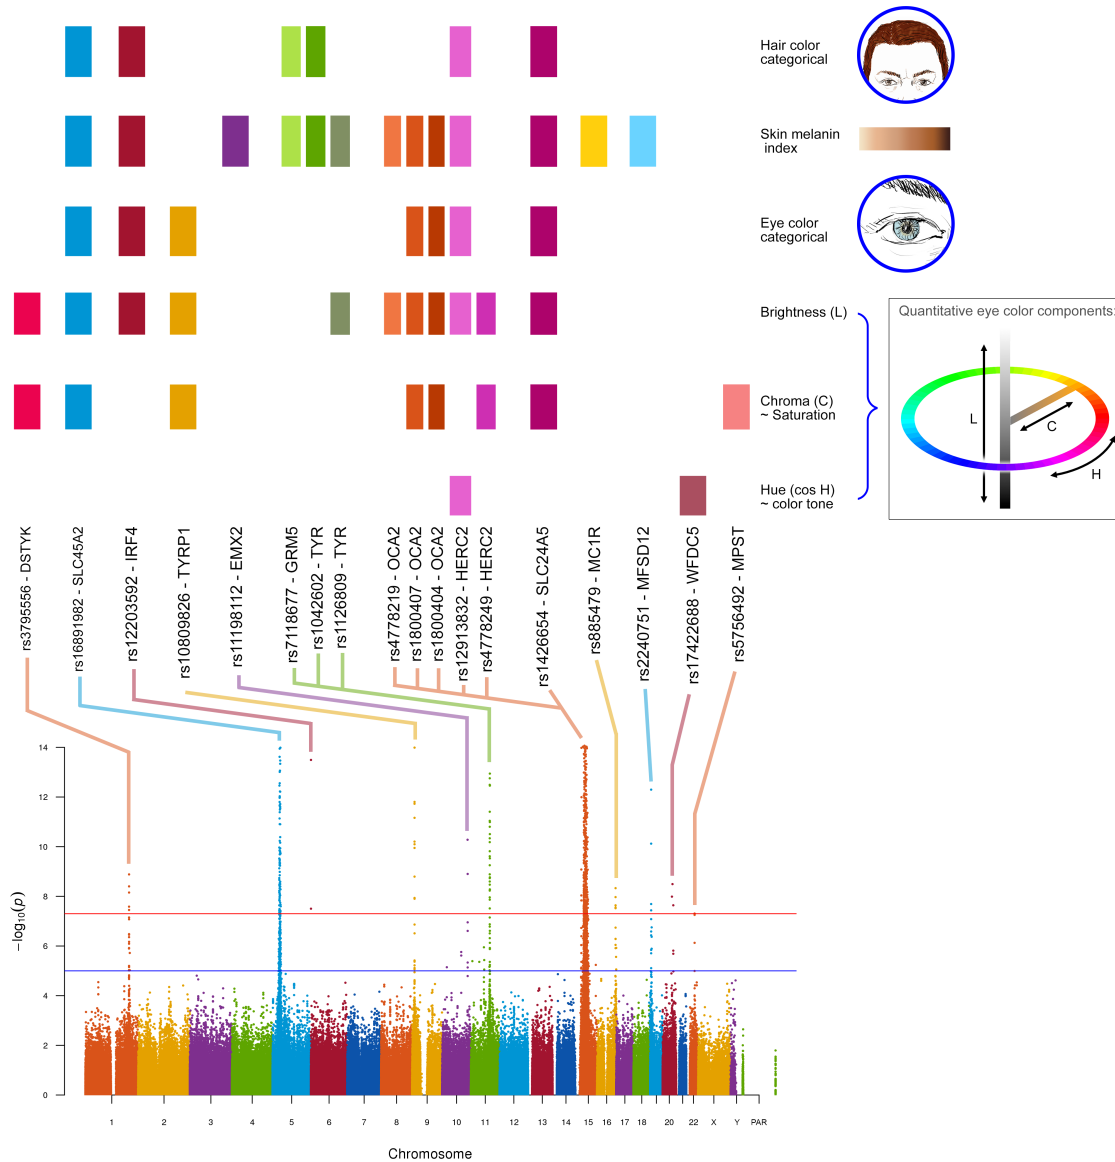 Hair color
categorical
Skin melanin
index
Eye color
categorical
Brightness (L)
Quantitative eye color components:
L
C
H
Chroma (C)
~ Saturation
Hue (cos H)
~ color tone
rs3795556 - DSTYK
rs16891982 - SLC45A2
rs12203592 - IRF4
rs10809826 - TYRP1
rs11198112 - EMX2
rs7118677 - GRM5
rs1042602 - TYR
rs1126809 - TYR
rs4778219 - OCA2
rs1800407 - OCA2
rs1800404 - OCA2
rs12913832 - HERC2
rs4778249 - HERC2
rs1426654 - SLC24A5
rs885479 - MC1R
rs2240751 - MFSD12
rs17422688 - WFDC5
rs5756492 - MPST
14
12
10
8
6
4
2
0
−log10(p)
1 2 3 4 5 6 7 8 9 10 11 12 13 14 15 16 17 18 20 22 X Y PAR
Chromosome